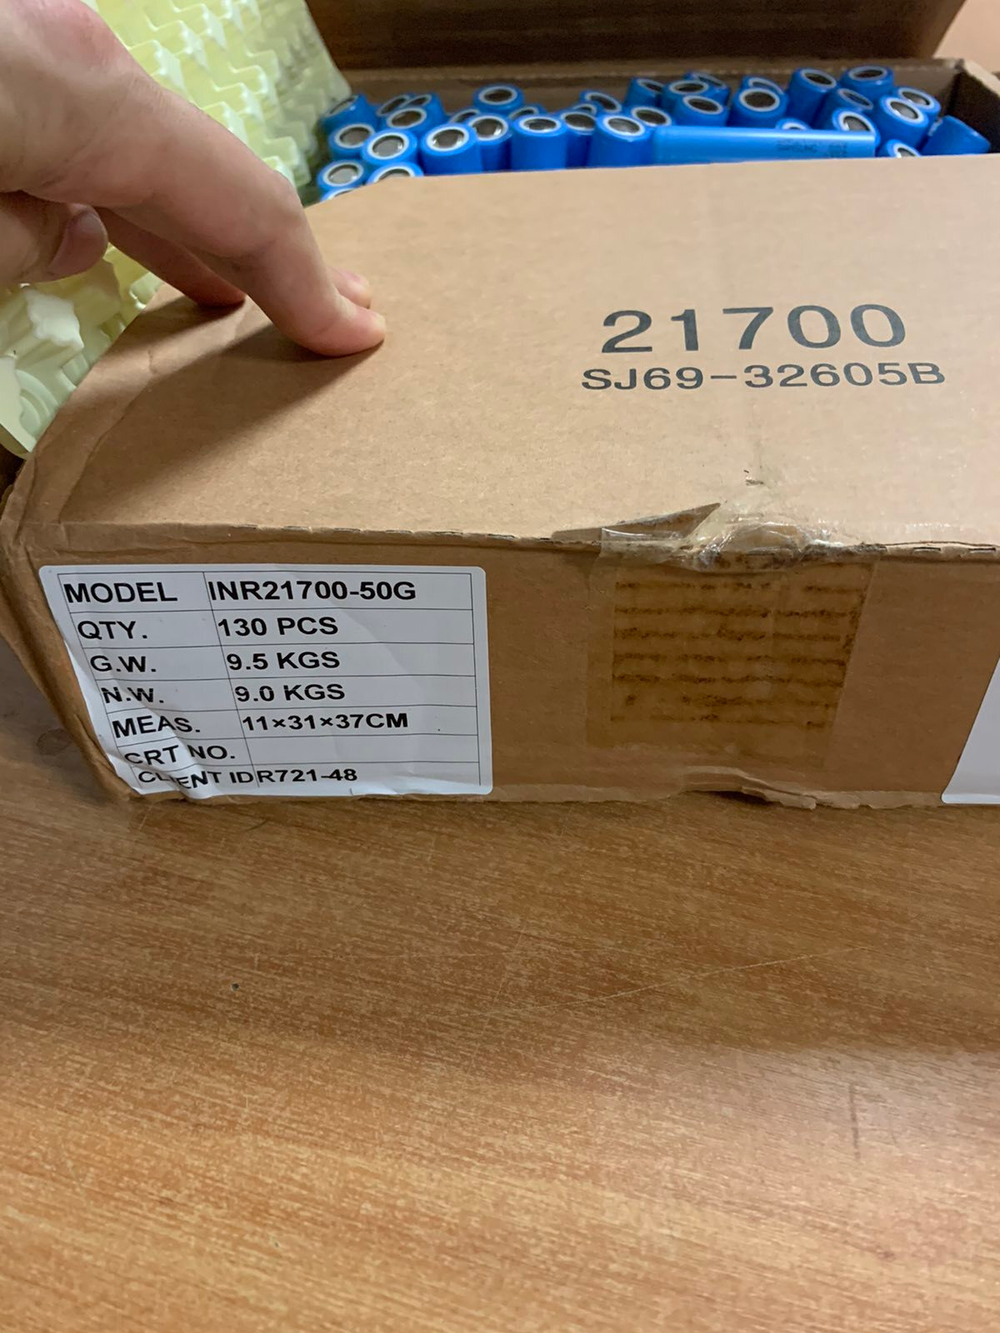 21700
SJ69-32605B
MODEL INR21700-50G
QTY. 130 PCS
G.W. 9.5 KGS
N.W. 9.0 KGS
MEAS. 11×31×37CM
CRT NO.
CLIENT ID R721-48